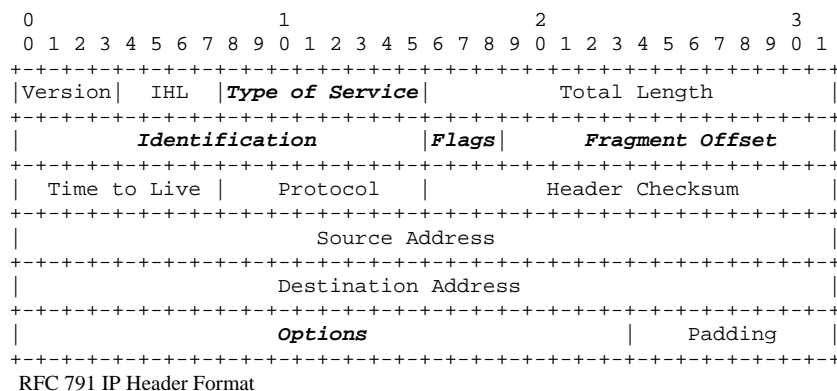 0                   1                   2                   3
0 1 2 3 4 5 6 7 8 9 0 1 2 3 4 5 6 7 8 9 0 1 2 3 4 5 6 7 8 9 0 1
+-+-+-+-+-+-+-+-+-+-+-+-+-+-+-+-+-+-+-+-+-+-+-+-+-+-+-+-+-+-+-+-+
|Version|  IHL  |Type of Service|          Total Length         |
+-+-+-+-+-+-+-+-+-+-+-+-+-+-+-+-+-+-+-+-+-+-+-+-+-+-+-+-+-+-+-+-+
|         Identification        |Flags|      Fragment Offset    |
+-+-+-+-+-+-+-+-+-+-+-+-+-+-+-+-+-+-+-+-+-+-+-+-+-+-+-+-+-+-+-+-+
|  Time to Live |    Protocol   |         Header Checksum       |
+-+-+-+-+-+-+-+-+-+-+-+-+-+-+-+-+-+-+-+-+-+-+-+-+-+-+-+-+-+-+-+-+
|                       Source Address                          |
+-+-+-+-+-+-+-+-+-+-+-+-+-+-+-+-+-+-+-+-+-+-+-+-+-+-+-+-+-+-+-+-+
|                    Destination Address                        |
+-+-+-+-+-+-+-+-+-+-+-+-+-+-+-+-+-+-+-+-+-+-+-+-+-+-+-+-+-+-+-+-+
|                    Options                    |    Padding    |
+-+-+-+-+-+-+-+-+-+-+-+-+-+-+-+-+-+-+-+-+-+-+-+-+-+-+-+-+-+-+-+-+
RFC 791 IP Header Format